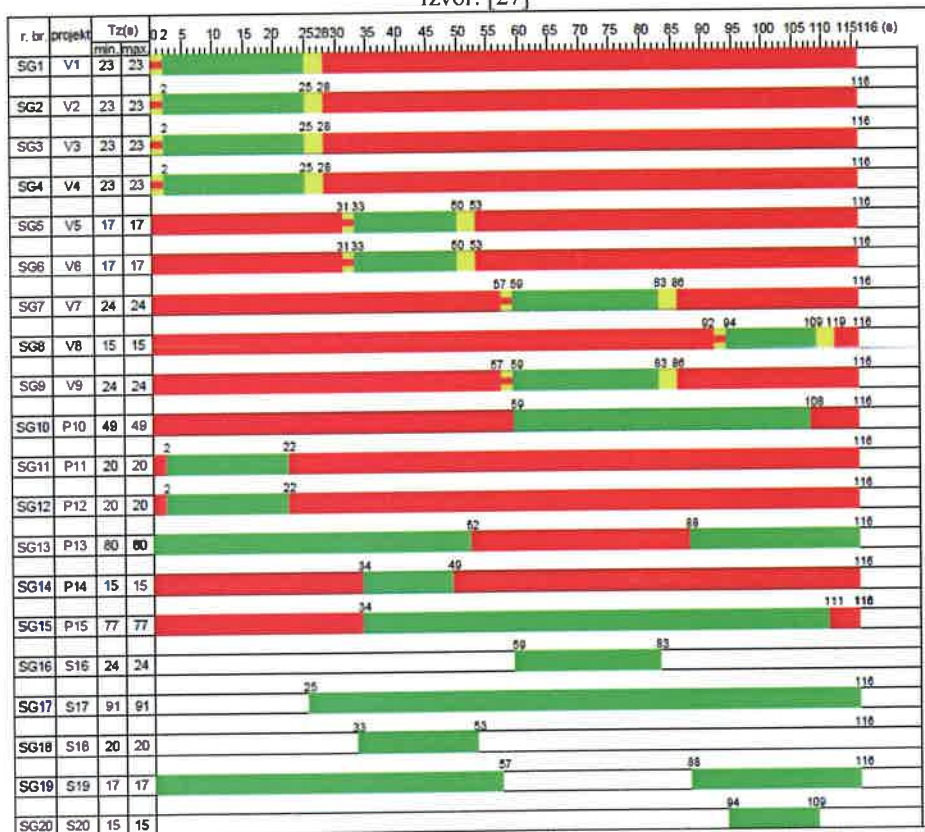 Izvor: [27]
r. br. projekt Tz(s) 0 2 5 10 15 20 25 28 30 35 40 45 50 55 60 65 70 75 80 85 90 95 100 105 110 115 116 (s)
min. max
SG1 V1 23 23
2 25 28 116
SG2 V2 23 23
2 25 28 116
SG3 V3 23 23
2 25 28 116
SG4 V4 23 23
31 33 50 53 116
SG5 V5 17 17
31 33 50 53 116
SG6 V6 17 17
57 59 83 86 116
SG7 V7 24 24
92 94 109 119 116
SG8 V8 15 15
57 59 83 86 116
SG9 V9 24 24
59 108 116
SG10 P10 49 49
2 22 116
SG11 P11 20 20
2 22 116
SG12 P12 20 20
52 88 116
SG13 P13 80 80
34 49 116
SG14 P14 15 15
34 111 116
SG15 P15 77 77
59 83
SG16 S16 24 24
25 116
SG17 S17 91 91
33 53 116
SG18 S18 20 20
57 88 116
SG19 S19 17 17
94 109
SG20 S20 15 15